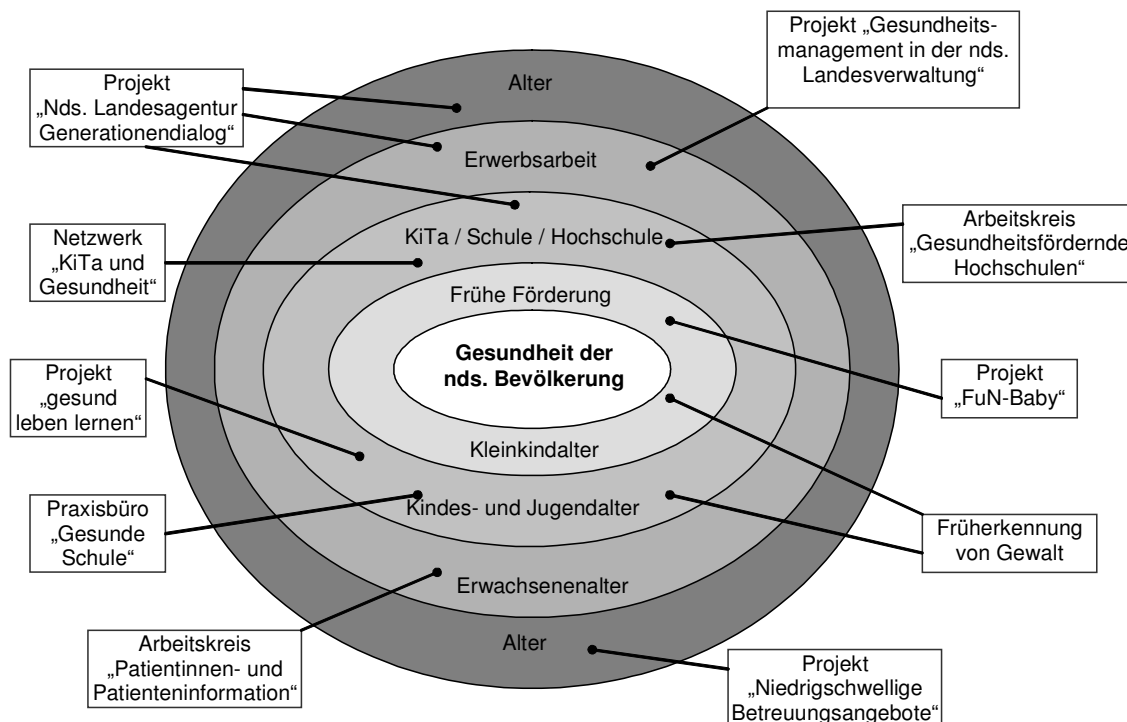 Projekt „Gesundheits-
management in der nds.
Landesverwaltung“
Projekt
„Nds. Landesagentur
Generationendialog“
Alter
Erwerbsarbeit
KiTa / Schule / Hochschule
Arbeitskreis
„Gesundheitsfördernde
Hochschulen“
Netzwerk
„KiTa und
Gesundheit“
Frühe Förderung
Gesundheit der
nds. Bevölkerung
Projekt
„gesund
leben lernen“
Projekt
„FuN-Baby“
Kleinkindalter
Kindes- und Jugendalter
Praxisbüro
„Gesunde
Schule“
Früherkennung
von Gewalt
Erwachsenenalter
Alter
Arbeitskreis
„Patientinnen- und
Patienteninformation“
Projekt
„Niedrigschwellige
Betreuungsangebote“